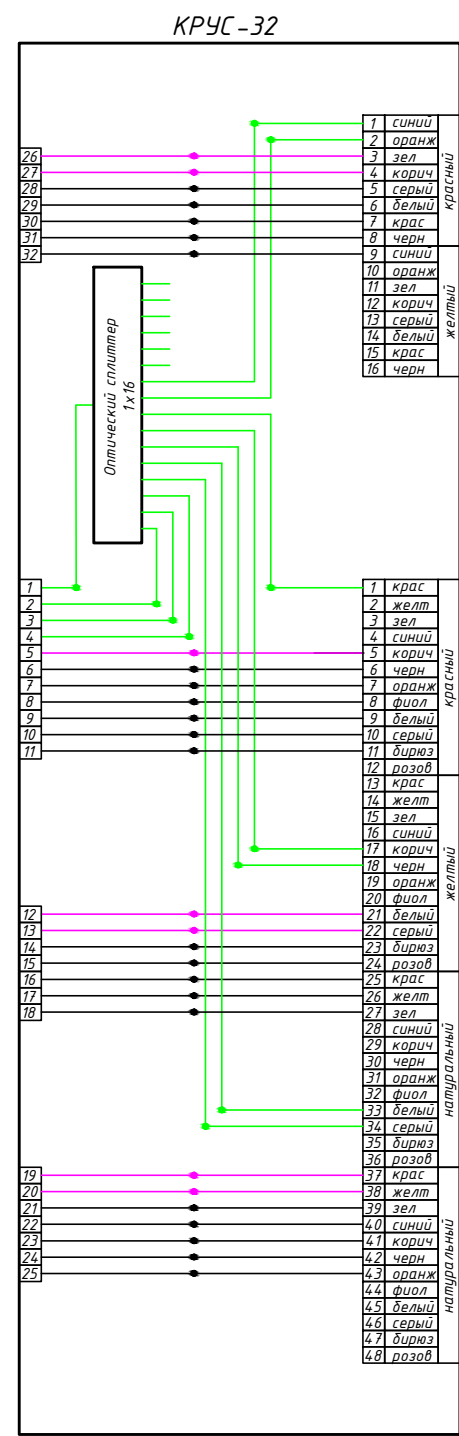 КРУС-32
1 синий
2 оранж
26 3 зел
27 4 корич
28 5 серый
29 6 белый
30 7 крас
31 8 черн
красный
32 9 синий
10 оранж
11 зел
12 корич
13 серый
14 белый
15 крас
16 черн
желтый
Оптический сплиттер
1x16
1 1 крас
2 2 желт
3 3 зел
4 4 синий
5 5 корич
6 6 черн
7 7 оранж
8 8 фиол
9 9 белый
10 10 серый
11 11 бирюз
12 розов
красный
13 крас
14 желт
15 зел
16 синий
17 корич
18 черн
19 оранж
20 фиол
12 21 белый
13 22 серый
14 23 бирюз
15 24 розов
желтый
16 25 крас
17 26 желт
18 27 зел
28 синий
29 корич
30 черн
31 оранж
32 фиол
33 белый
34 серый
35 бирюз
36 розов
натуральный
19 37 крас
20 38 желт
21 39 зел
22 40 синий
23 41 корич
24 42 черн
25 43 оранж
44 фиол
45 белый
46 серый
47 бирюз
48 розов
натуральный